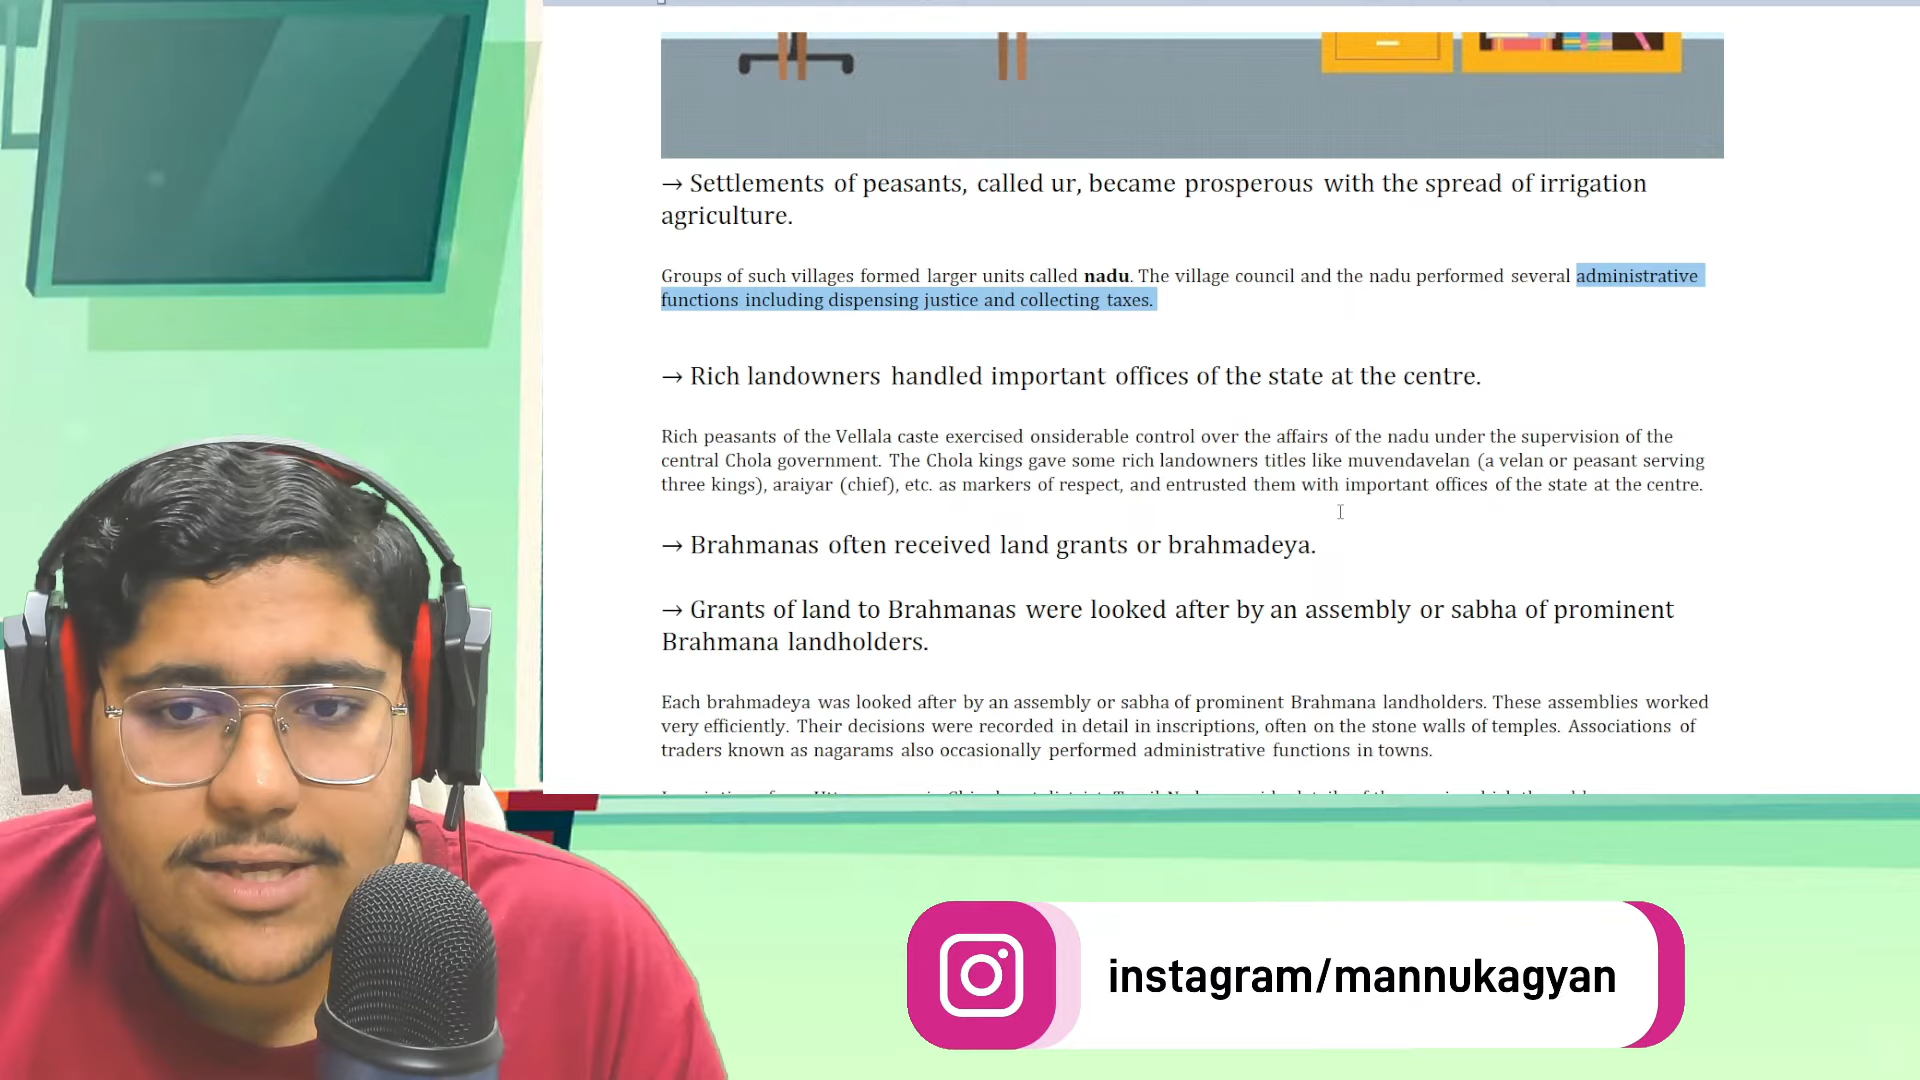 → Settlements of peasants, called ur, became prosperous with the spread of irrigation
agriculture.
Groups of such villages formed larger units called nadu. The village council and the nadu performed several administrative
functions including dispensing justice and collecting taxes.
→ Rich landowners handled important offices of the state at the centre.
Rich peasants of the Vellala caste exercised onsiderable control over the affairs of the nadu under the supervision of the
central Chola government. The Chola kings gave some rich landowners titles like muvendavelan (a velan or peasant serving
three kings), araiyar (chief), etc. as markers of respect, and entrusted them with important offices of the state at the centre.
→ Brahmanas often received land grants or brahmadeya.
→ Grants of land to Brahmanas were looked after by an assembly or sabha of prominent
Brahmana landholders.
Each brahmadeya was looked after by an assembly or sabha of prominent Brahmana landholders. These assemblies worked
very efficiently. Their decisions were recorded in detail in inscriptions, often on the stone walls of temples. Associations of
traders known as nagarams also occasionally performed administrative functions in towns.
instagram/mannukagyan